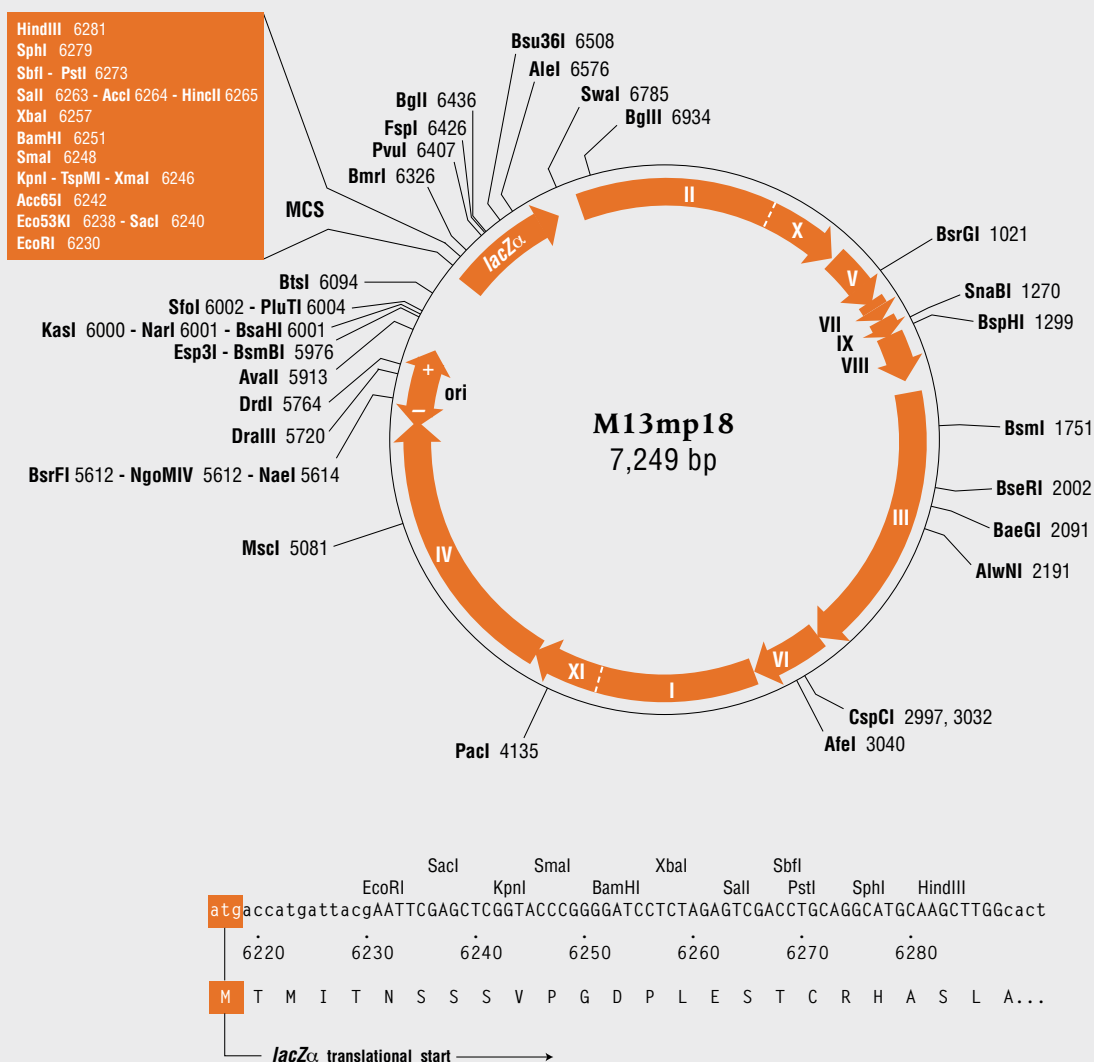 HindIII 6281
SphI 6279
SbfI - PstI 6273
SalI 6263 - AccI 6264 - HincII 6265
XbaI 6257
BamHI 6251
SmaI 6248
KpnI - TspMI - XmaI 6246
Acc65I 6242
Eco53KI 6238 - SacI 6240
EcoRI 6230
MCS
Bsu36I 6508
AleI 6576
SwaI 6785
BglII 6934
BglI 6436
FspI 6426
PvuI 6407
BmrI 6326
BtsI 6094
SfoI 6002 - PluTI 6004
KasI 6000 - NarI 6001 - BsaHI 6001
Esp3I - BsmBI 5976
AvaII 5913
DrdI 5764
DraIII 5720
BsrFI 5612 - NgoMIV 5612 - NaeI 5614
MscI 5081
PacI 4135
BsrGI 1021
SnaBI 1270
BspHI 1299
BsmI 1751
BseRI 2002
BaeGI 2091
AlwNI 2191
CspCI 2997, 3032
AfeI 3040
lacZα
II
X
V
VII
IX
VIII
III
VI
I
XI
IV
+
−
ori
M13mp18
7,249 bp
SacI SmaI XbaI SbfI
EcoRI KpnI BamHI SalI PstI SphI HindIII
atgaccatgattacgAATTCGAGCTCGGTACCCGGGGATCCTCTAGAGTCGACCTGCAGGCATGCAAGCTTGGcact
. . . . . . .
6220 6230 6240 6250 6260 6270 6280
M T M I T N S S S V P G D P L E S T C R H A S L A...
lacZα translational start